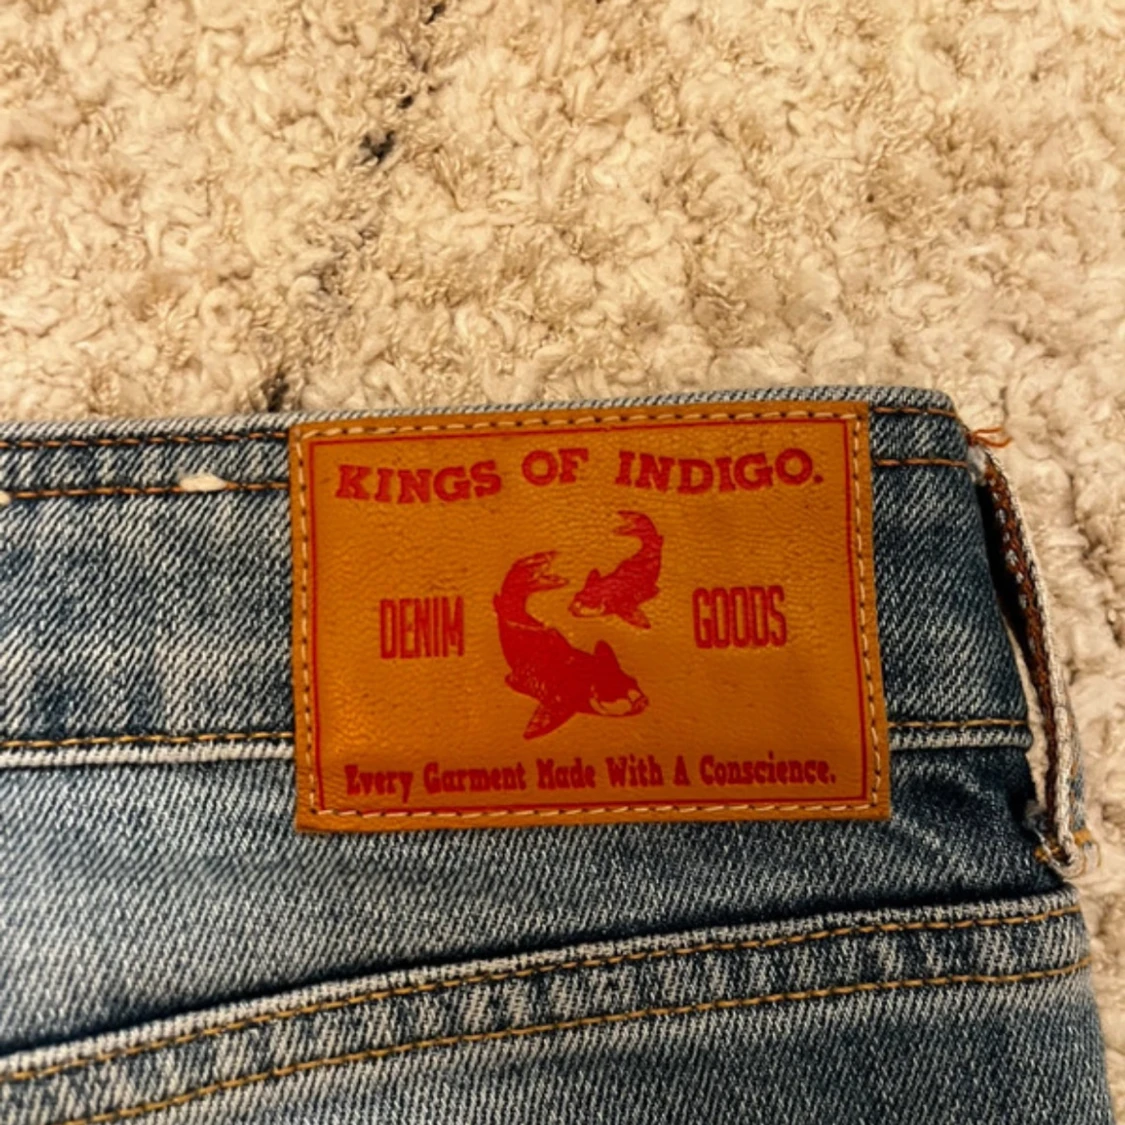 KINGS OF INDIGO.
DENIM GOODS
Every Garment Made With A Conscience.